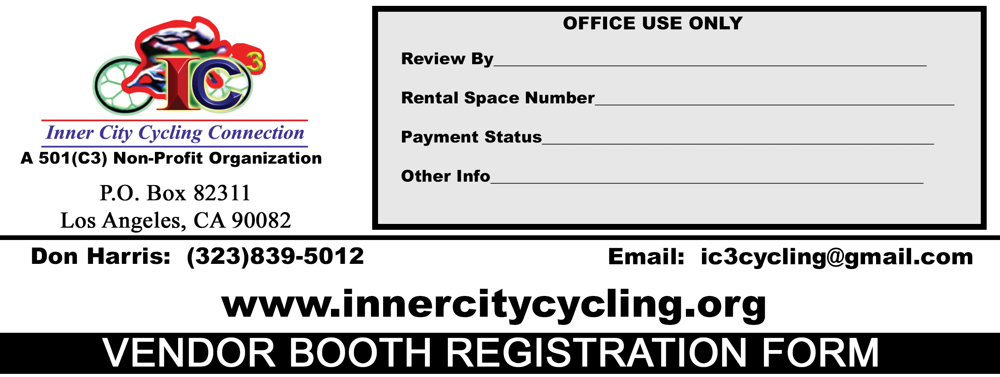 IC3
Inner City Cycling Connection
A 501(C3) Non-Profit Organization
P.O. Box 82311
Los Angeles, CA 90082
OFFICE USE ONLY
Review By
Rental Space Number
Payment Status
Other Info
Don Harris: (323)839-5012
Email: ic3cycling@gmail.com
www.innercitycycling.org
VENDOR BOOTH REGISTRATION FORM